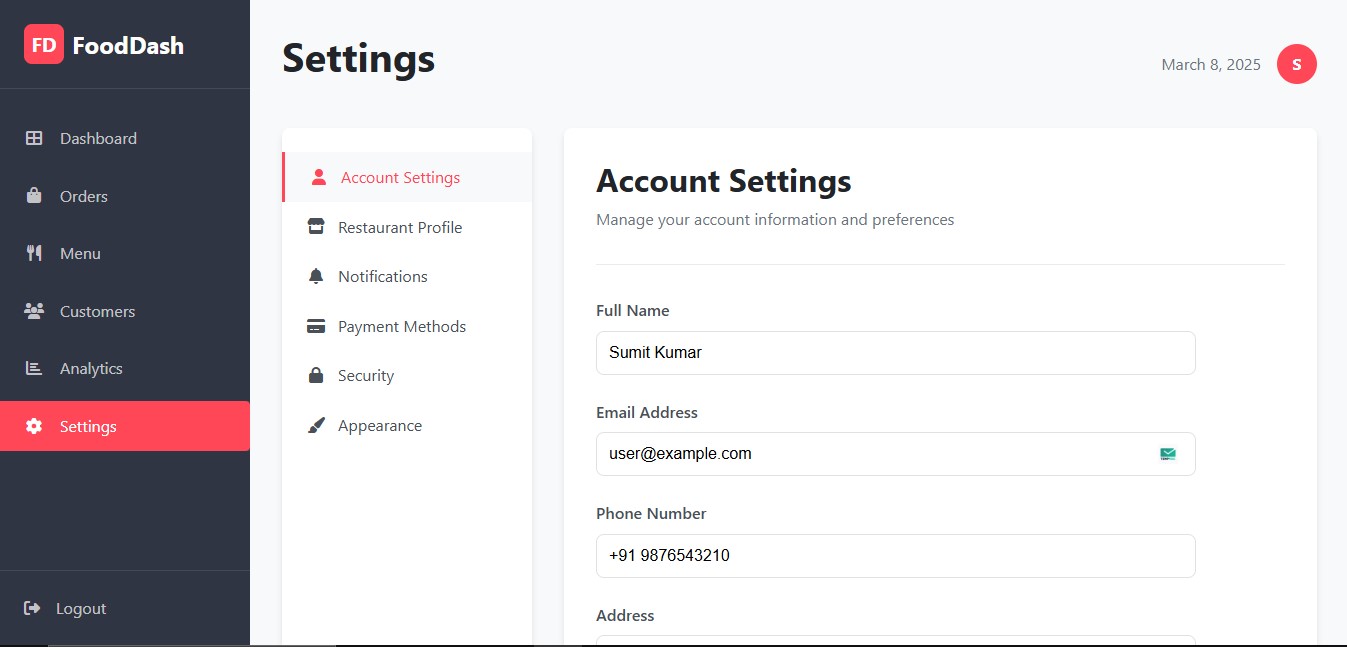 FD FoodDash
Dashboard
Orders
Menu
Customers
Analytics
Settings
Logout
Settings
March 8, 2025 S
Account Settings
Restaurant Profile
Notifications
Payment Methods
Security
Appearance
Account Settings
Manage your account information and preferences
Full Name
Sumit Kumar
Email Address
user@example.com
Phone Number
+91 9876543210
Address